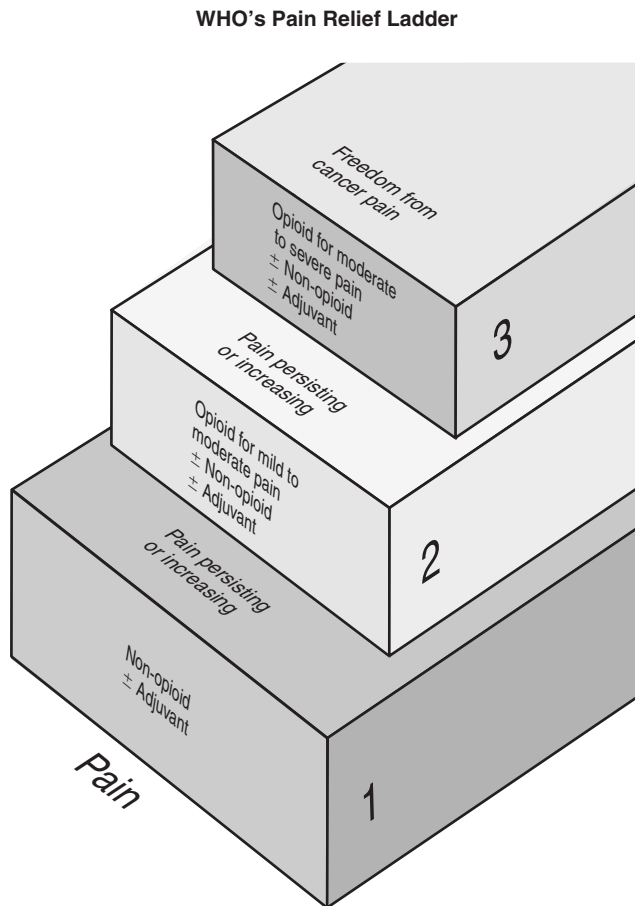 WHO's Pain Relief Ladder
Freedom from
cancer pain
Opioid for moderate
to severe pain
± Non-opioid
± Adjuvant
3
Pain persisting
or increasing
Opioid for mild to
moderate pain
± Non-opioid
± Adjuvant
2
Pain persisting
or increasing
Non-opioid
± Adjuvant
1
Pain